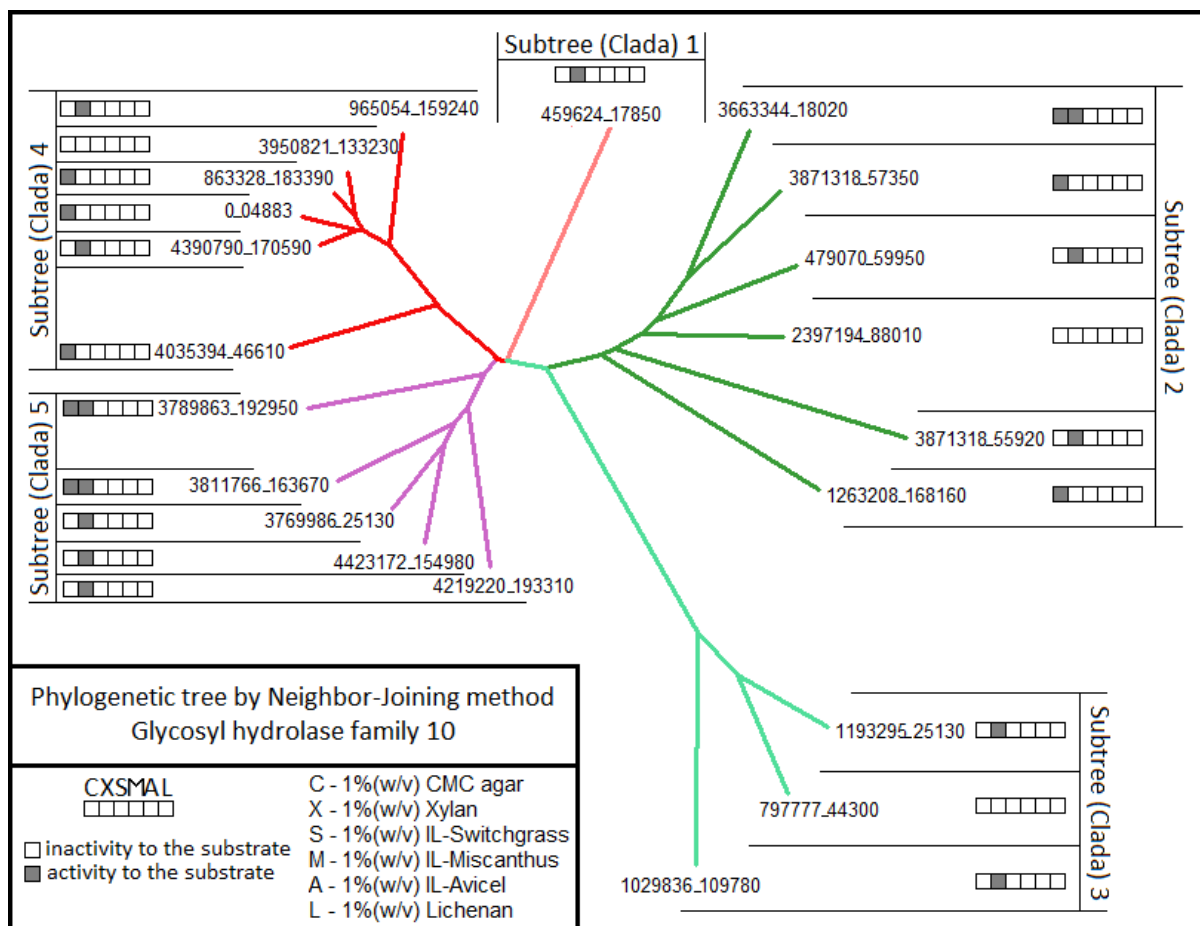 Subtree (Clada) 1
459624_17850
Subtree (Clada) 4
965054_159240
3950821_133230
863328_183390
0_04883
4390790_170590
4035394_46610
Subtree (Clada) 2
3663344_18020
3871318_57350
479070_59950
2397194_88010
3871318_55920
1263208_168160
Subtree (Clada) 5
3789863_192950
3811766_163670
3769986_25130
4423172_154980
4219220_193310
Subtree (Clada) 3
1193295_25130
797777_44300
1029836_109780
Phylogenetic tree by Neighbor-Joining method
Glycosyl hydrolase family 10
CXSMAL
inactivity to the substrate
activity to the substrate
C - 1%(w/v) CMC agar
X - 1%(w/v) Xylan
S - 1%(w/v) IL-Switchgrass
M - 1%(w/v) IL-Miscanthus
A - 1%(w/v) IL-Avicel
L - 1%(w/v) Lichenan